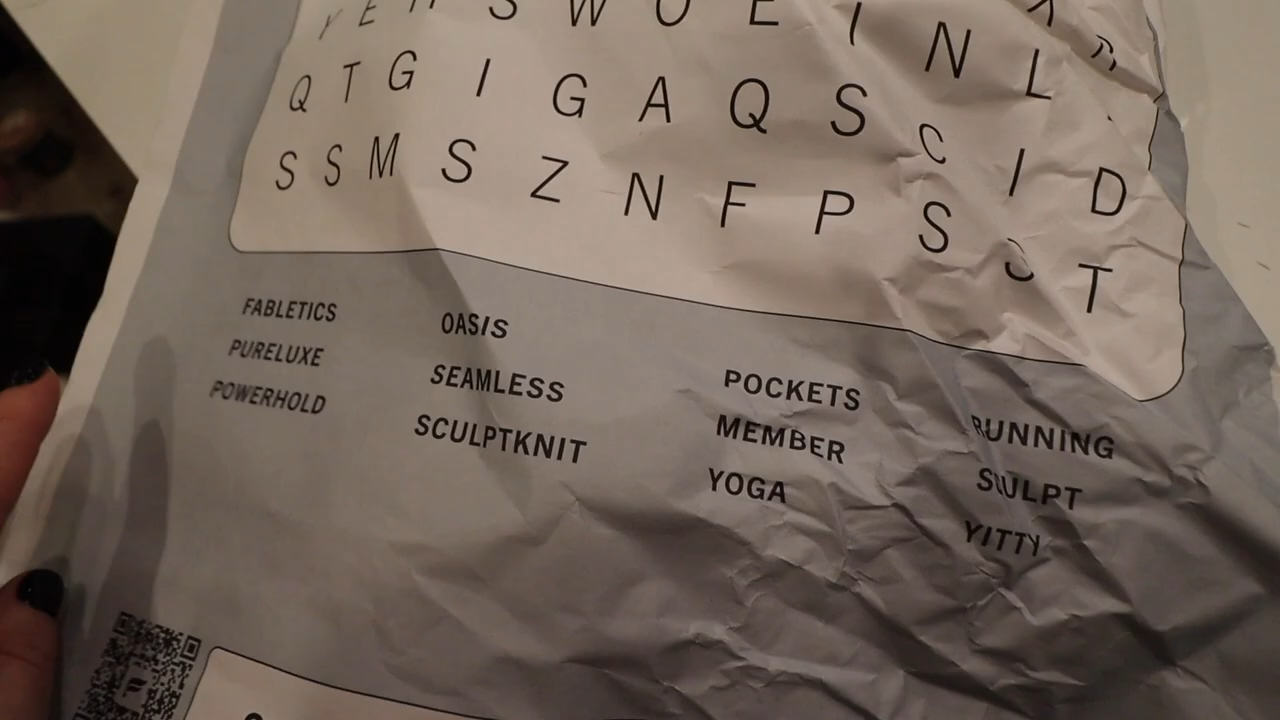 E H S W O E I N L
Q T G I G A Q S C I D
S S M S Z N F P S T
FABLETICS OASIS POCKETS RUNNING
PURELUXE SEAMLESS MEMBER SCULPT
POWERHOLD SCULPTKNIT YOGA YITTY